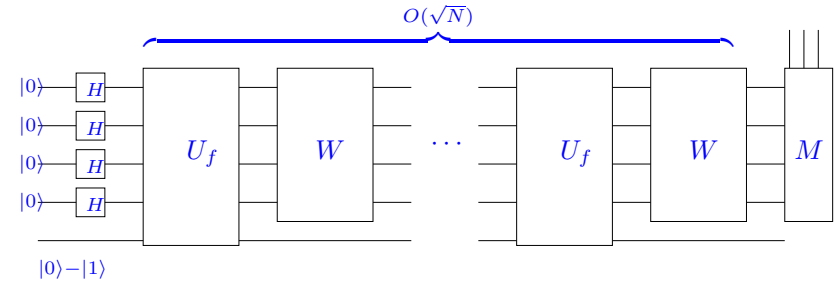 O(√N)
|0⟩ H
|0⟩ H
U_f W ⋯ U_f W M
|0⟩ H
|0⟩ H
|0⟩−|1⟩